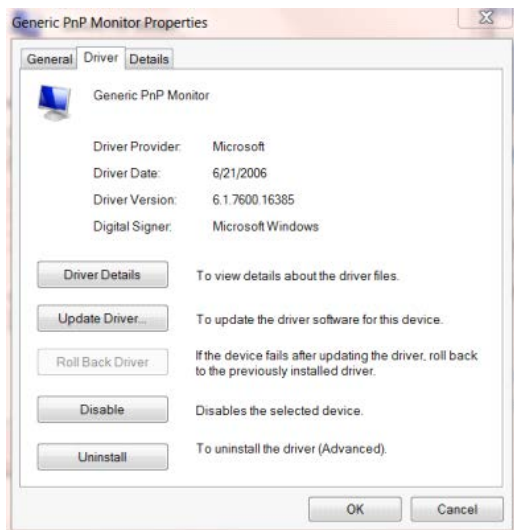 Generic PnP Monitor Properties
General Driver Details
Generic PnP Monitor
Driver Provider: Microsoft
Driver Date: 6/21/2006
Driver Version: 6.1.7600.16385
Digital Signer: Microsoft Windows
Driver Details To view details about the driver files.
Update Driver... To update the driver software for this device.
Roll Back Driver If the device fails after updating the driver, roll back
to the previously installed driver.
Disable Disables the selected device.
Uninstall To uninstall the driver (Advanced).
OK Cancel